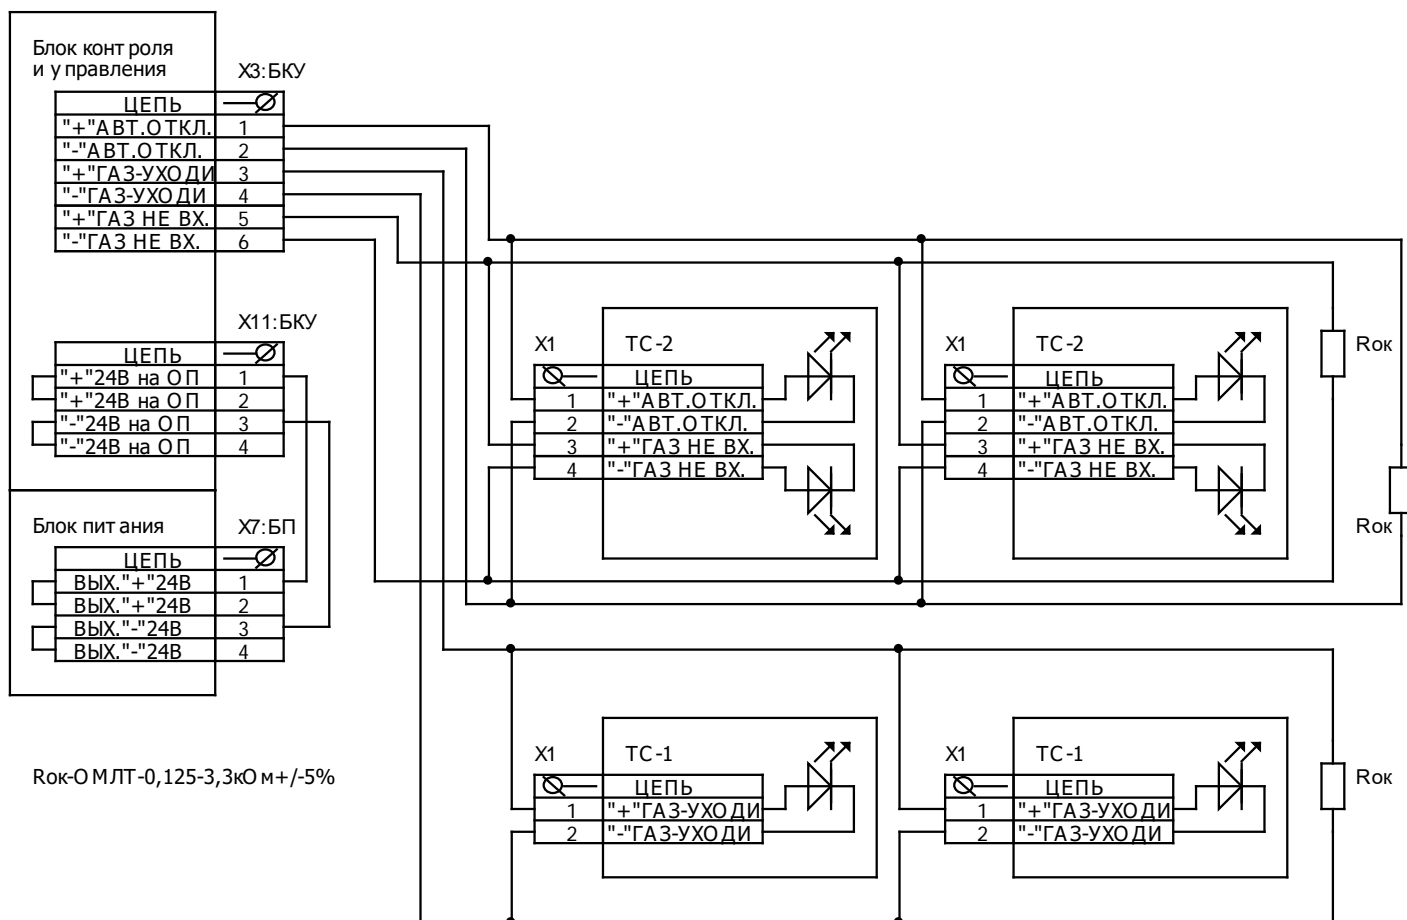 Блок контроля
и управления
X3:БКУ
ЦЕПЬ
"+"АВТ.ОТКЛ. 1
"-"АВТ.ОТКЛ. 2
"+"ГАЗ-УХОДИ 3
"-"ГАЗ-УХОДИ 4
"+"ГАЗ НЕ ВХ. 5
"-"ГАЗ НЕ ВХ. 6
X11:БКУ
ЦЕПЬ
"+"24В на ОП 1
"+"24В на ОП 2
"-"24В на ОП 3
"-"24В на ОП 4
Блок питания
X7:БП
ЦЕПЬ
ВЫХ."+"24В 1
ВЫХ."+"24В 2
ВЫХ."-"24В 3
ВЫХ."-"24В 4
Rок-ОМЛТ-0,125-3,3кОм+/-5%
X1 ТС-2
ЦЕПЬ
1 "+"АВТ.ОТКЛ.
2 "-"АВТ.ОТКЛ.
3 "+"ГАЗ НЕ ВХ.
4 "-"ГАЗ НЕ ВХ.
X1 ТС-2
ЦЕПЬ
1 "+"АВТ.ОТКЛ.
2 "-"АВТ.ОТКЛ.
3 "+"ГАЗ НЕ ВХ.
4 "-"ГАЗ НЕ ВХ.
Rок
Rок
X1 ТС-1
ЦЕПЬ
1 "+"ГАЗ-УХОДИ
2 "-"ГАЗ-УХОДИ
X1 ТС-1
ЦЕПЬ
1 "+"ГАЗ-УХОДИ
2 "-"ГАЗ-УХОДИ
Rок